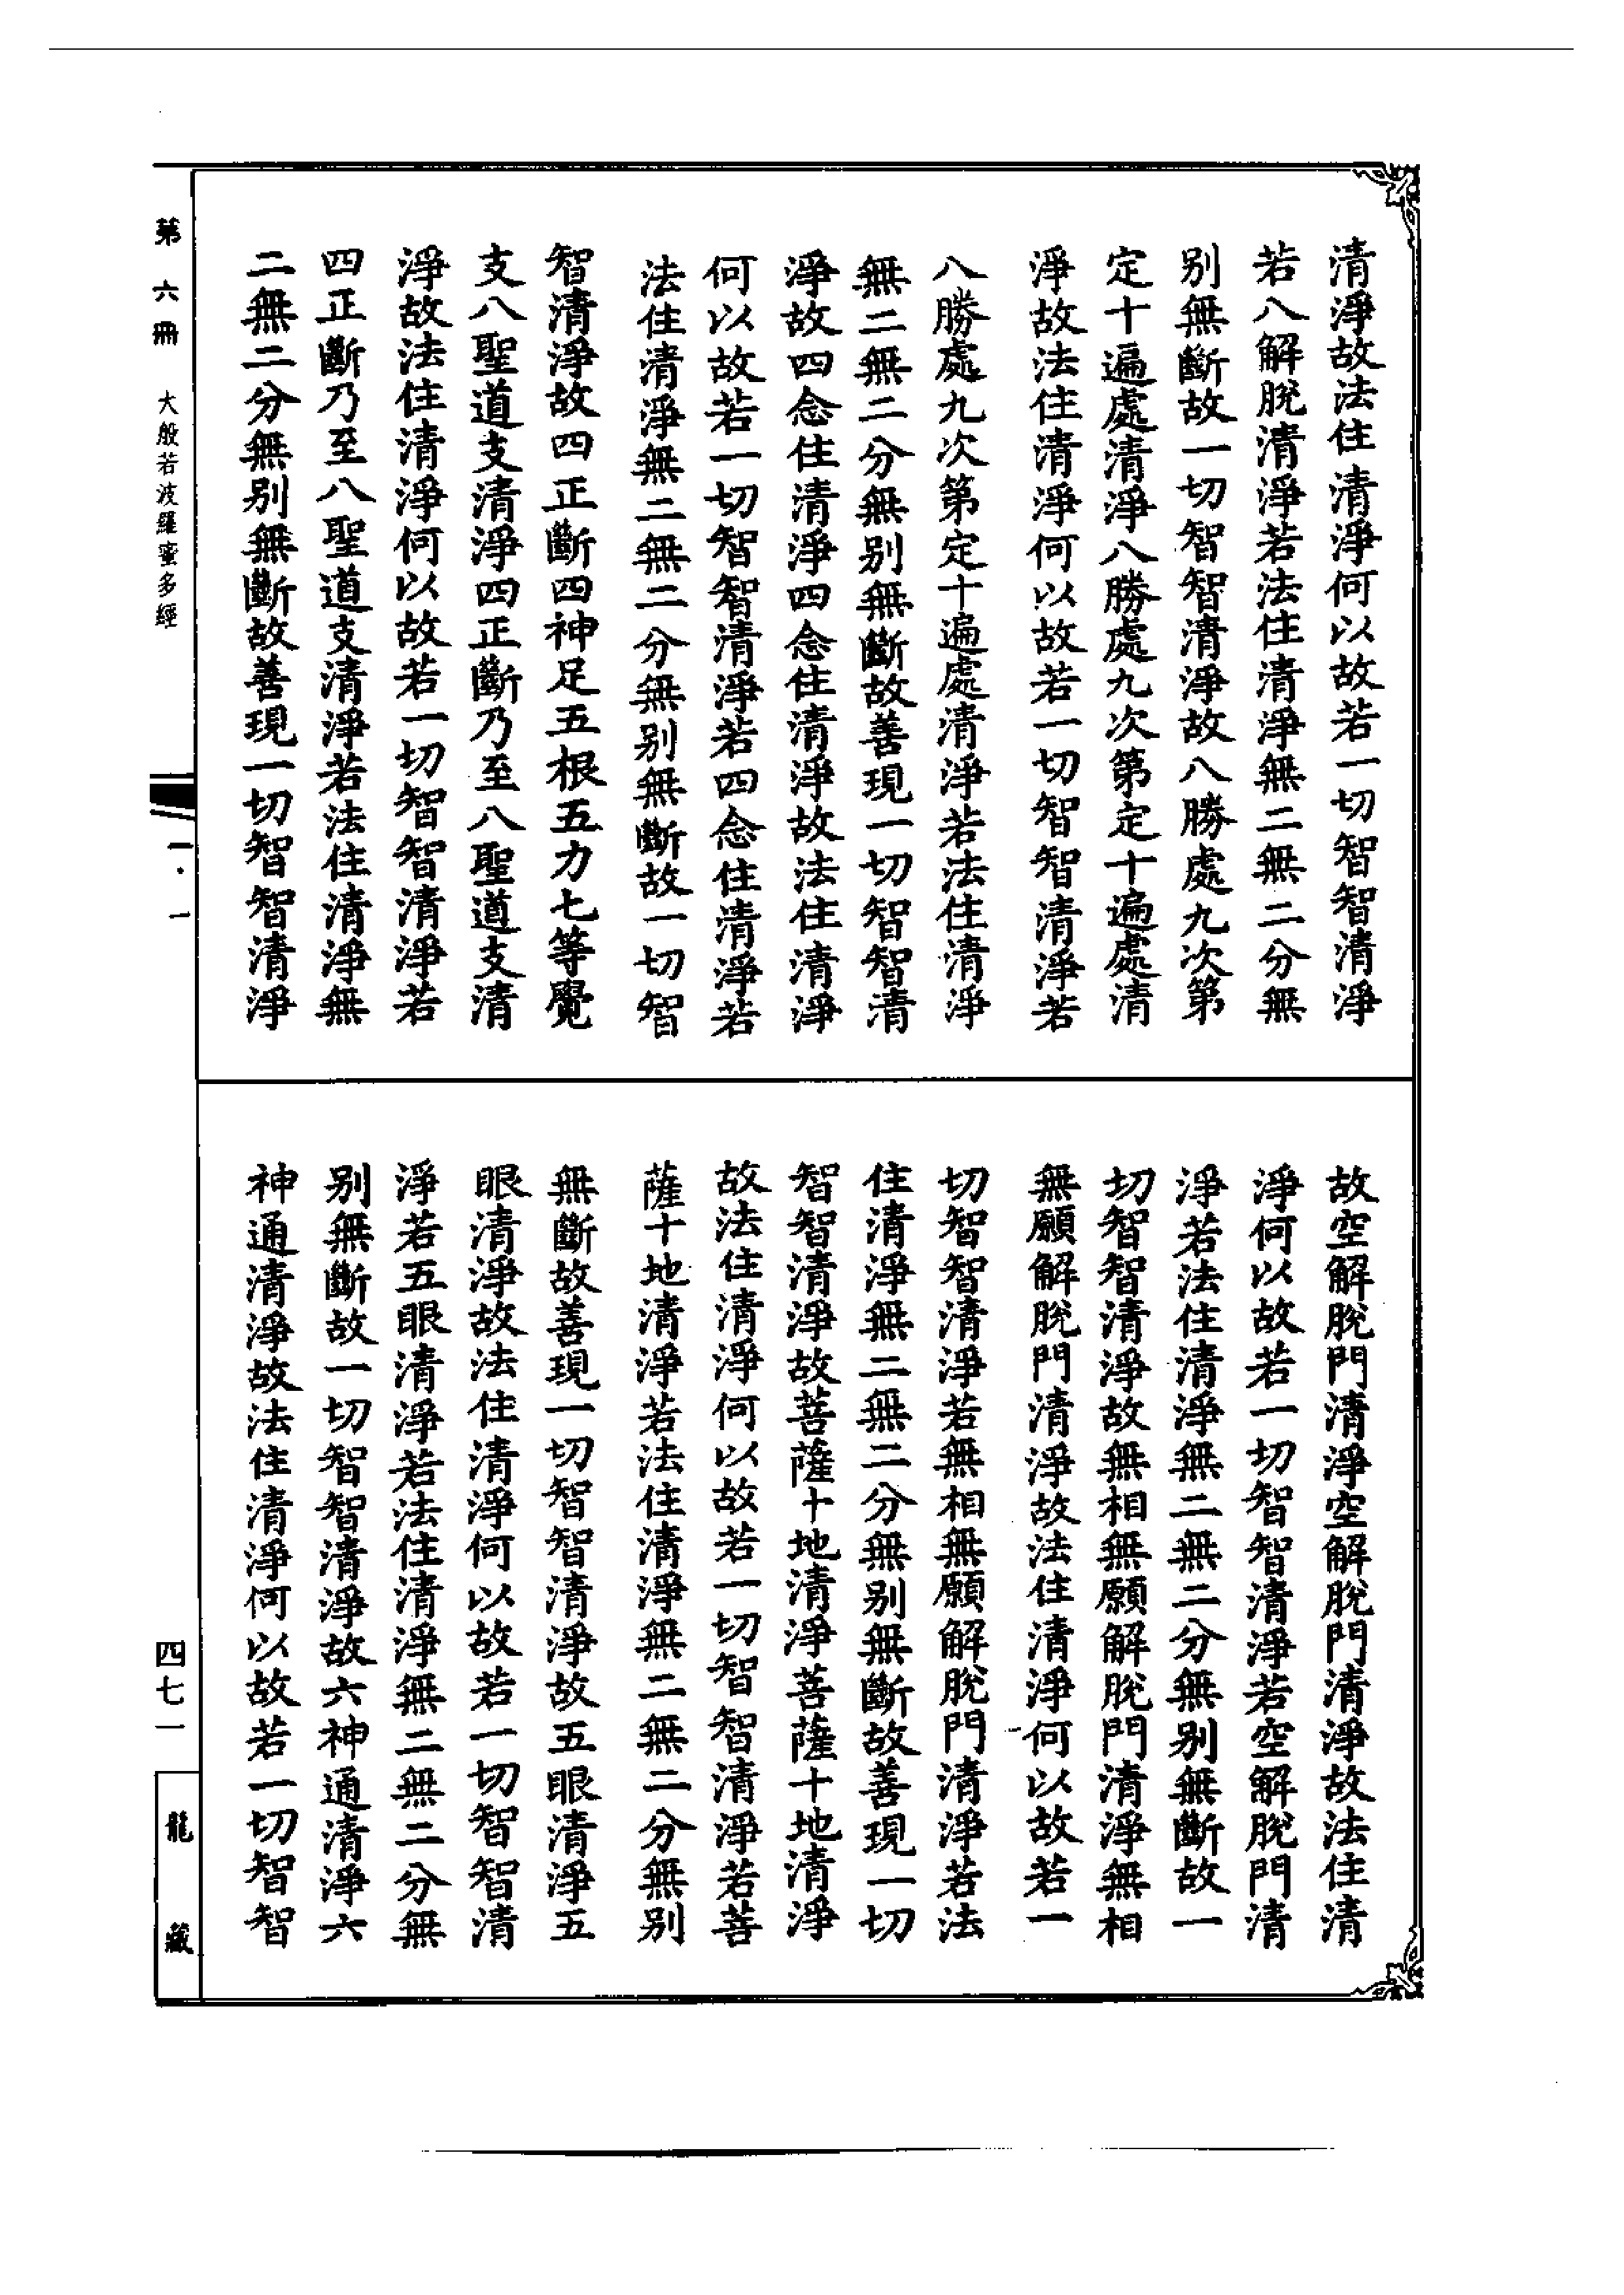 清淨故法住清淨何以故若一切智智清淨
若八解脫清淨若法住清淨無二無二分無
別無斷故一切智智清淨故八勝處九次第
定十遍處清淨八勝處九次第定十遍處清
淨故法住清淨何以故若一切智智清淨若
八勝處九次第定十遍處清淨若法住清淨
無二無二分無別無斷故善現一切智智清
淨故四念住清淨四念住清淨故法住清淨
何以故若一切智智清淨若四念住清淨若
法住清淨無二無二分無別無斷故一切智
智清淨故四正斷四神足五根五力七等覺
支八聖道支清淨四正斷乃至八聖道支清
淨故法住清淨何以故若一切智智清淨若
四正斷乃至八聖道支清淨若法住清淨無
二無二分無別無斷故善現一切智智清淨
故空解脫門清淨空解脫門清淨故法住清
淨何以故若一切智智清淨若空解脫門清
淨若法住清淨無二無二分無別無斷故一
切智智清淨故無相無願解脫門清淨無相
無願解脫門清淨故法住清淨何以故若一
切智智清淨若無相無願解脫門清淨若法
住清淨無二無二分無別無斷故善現一切
智智清淨故菩薩十地清淨菩薩十地清淨
故法住清淨何以故若一切智智清淨若菩
薩十地清淨若法住清淨無二無二分無別
無斷故善現一切智智清淨故五眼清淨五
眼清淨故法住清淨何以故若一切智智清
淨若五眼清淨若法住清淨無二無二分無
別無斷故一切智智清淨故六神通清淨六
神通清淨故法住清淨何以故若一切智智
第六冊 大般若波羅蜜多經
一·一
四七一
龍藏